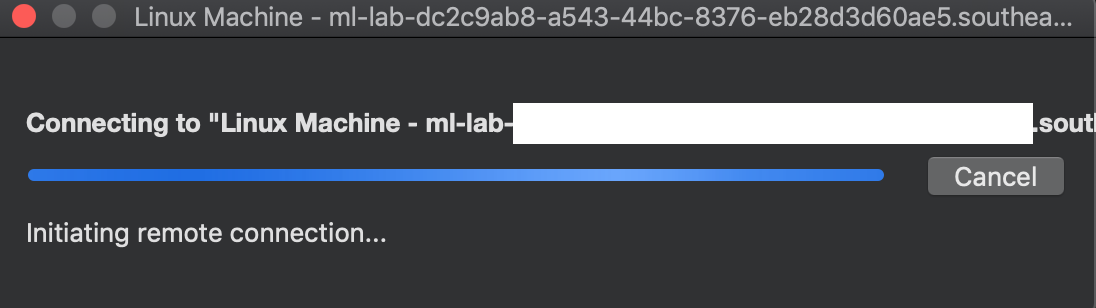 Linux Machine - ml-lab-dc2c9ab8-a543-44bc-8376-eb28d3d60ae5.southea...
Connecting to "Linux Machine - ml-lab- .sout
Cancel
Initiating remote connection...